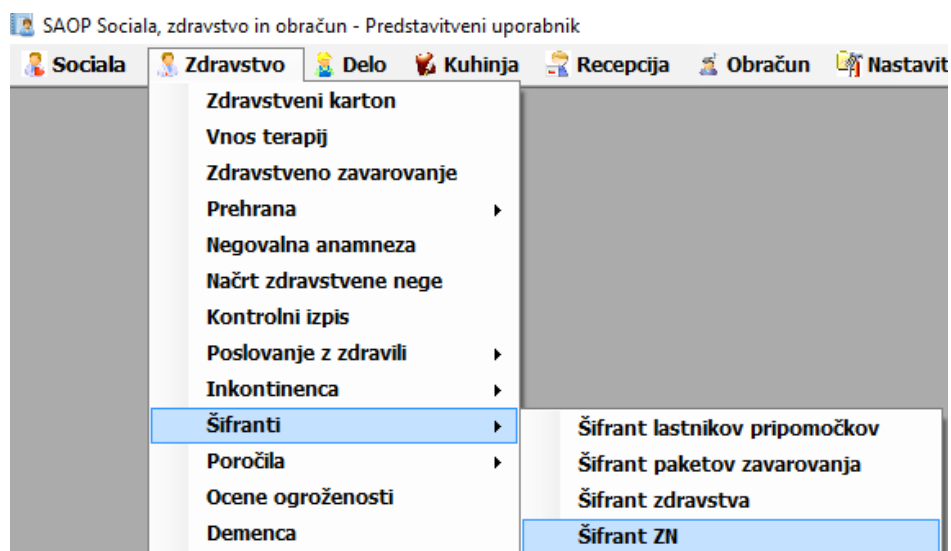 SAOP Sociala, zdravstvo in obračun - Predstavitveni uporabnik
Sociala Zdravstvo Delo Kuhinja Recepcija Obračun Nastavit
Zdravstveni karton
Vnos terapij
Zdravstveno zavarovanje
Prehrana
Negovalna anamneza
Načrt zdravstvene nege
Kontrolni izpis
Poslovanje z zdravili
Inkontinenca
Šifranti
Poročila
Ocene ogroženosti
Demenca
Šifrant lastnikov pripomočkov
Šifrant paketov zavarovanja
Šifrant zdravstva
Šifrant ZN